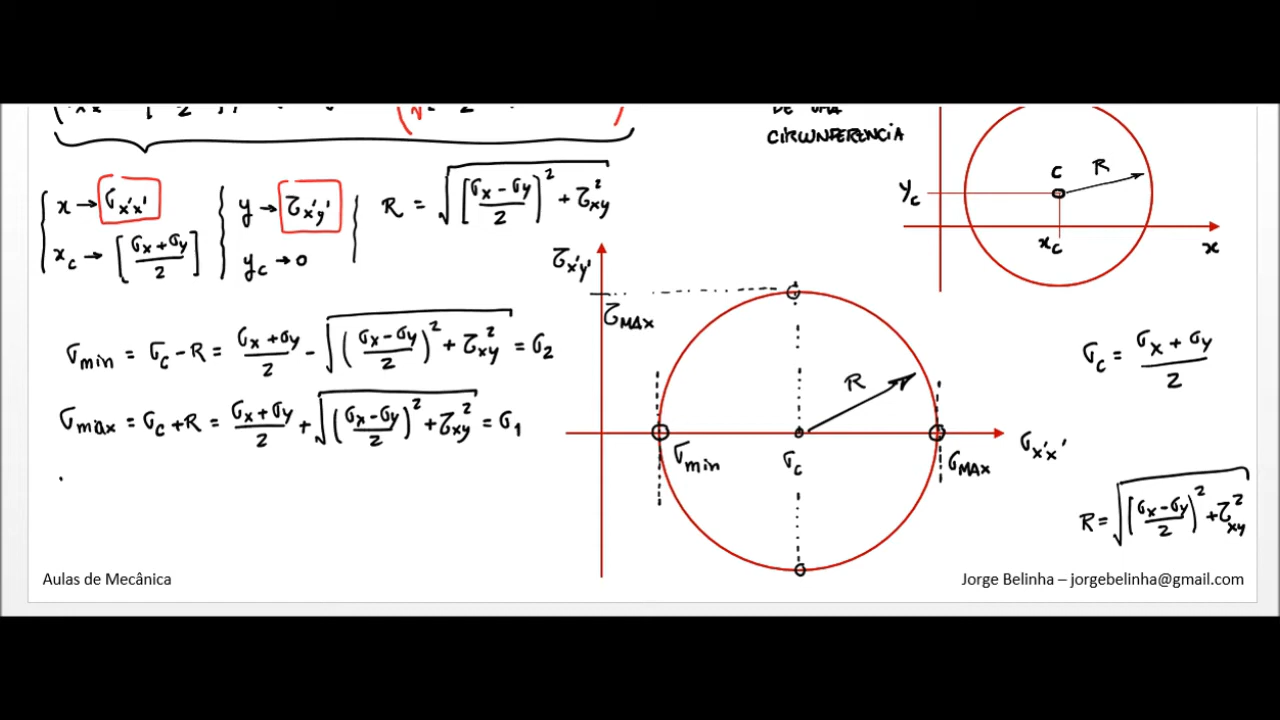 DE UMA
CIRCUNFERENCIA
x → σx'x'
xc → [(σx + σy)/2]
y → τx'y'
yc → 0
R = √([(σx - σy)/2]² + τxy²)
yc
C
R
xc
x
τx'y'
τMAX
σmin = σc - R = (σx + σy)/2 - √(((σx - σy)/2)² + τxy²) = σ2
σmáx = σc + R = (σx + σy)/2 + √(((σx - σy)/2)² + τxy²) = σ1
R
σmin
σc
σMAX
σx'x'
σc = (σx + σy)/2
R = √([(σx - σy)/2]² + τxy²)
Aulas de Mecânica
Jorge Belinha – jorgebelinha@gmail.com